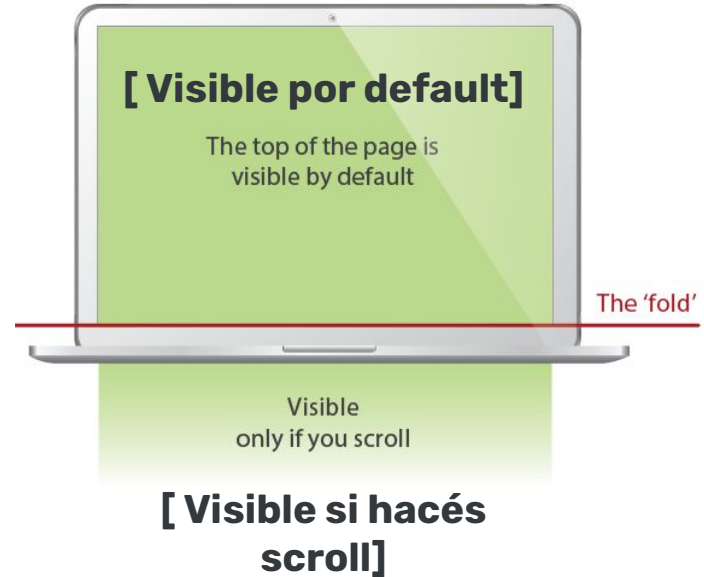 [ Visible por default]
The top of the page is
visible by default
The ‘fold’
Visible
only if you scroll
[ Visible si hacés
scroll]